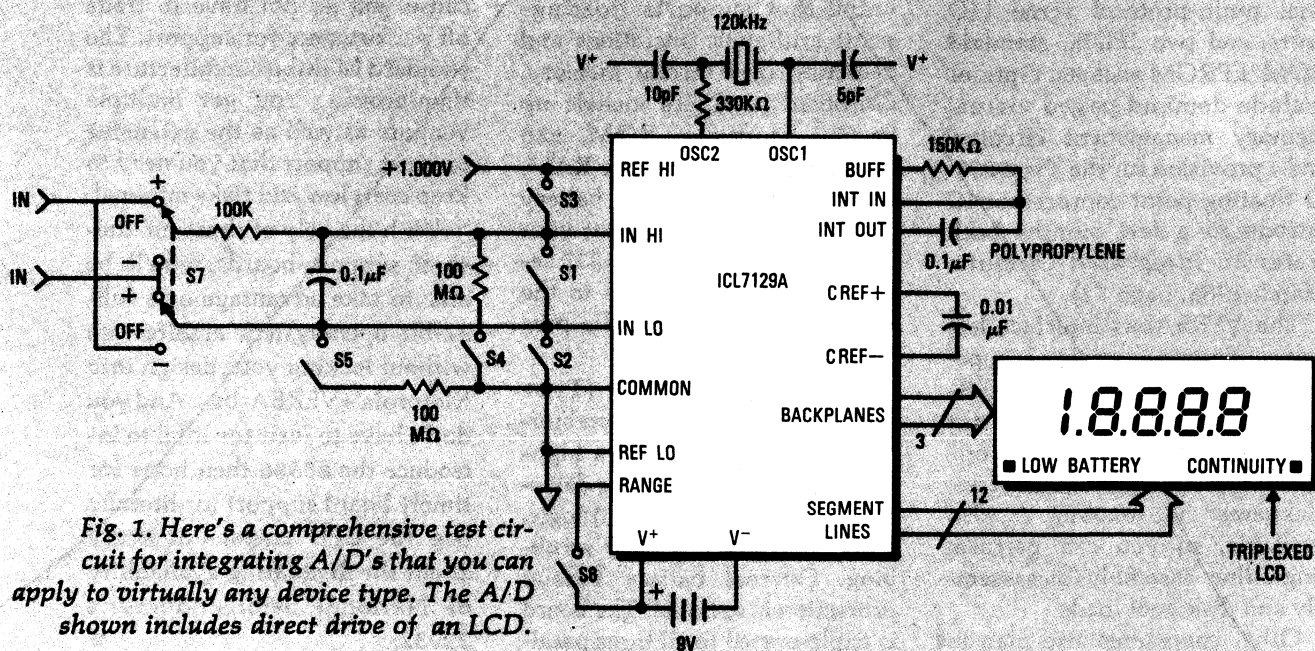 120kHz
V+
V+
10pF
330KΩ
5pF
OSC2
OSC1
+1.000V
REF HI
BUFF
150KΩ
IN
+
OFF
100K
S3
IN HI
INT IN
INT OUT
0.1µF
POLYPROPYLENE
IN
−
S7
+
0.1µF
100
MΩ
S1
ICL7129A
CREF+
0.01
µF
OFF
−
IN LO
S5
S4
S2
CREF−
COMMON
100
MΩ
BACKPLANES
3
1.8.8.8.8
■ LOW BATTERY CONTINUITY ■
REF LO
RANGE
SEGMENT
LINES
12
V+
V−
TRIPLEXED
LCD
S6
+
9V
Fig. 1. Here's a comprehensive test cir-
cuit for integrating A/D's that you can
apply to virtually any device type. The A/D
shown includes direct drive of an LCD.